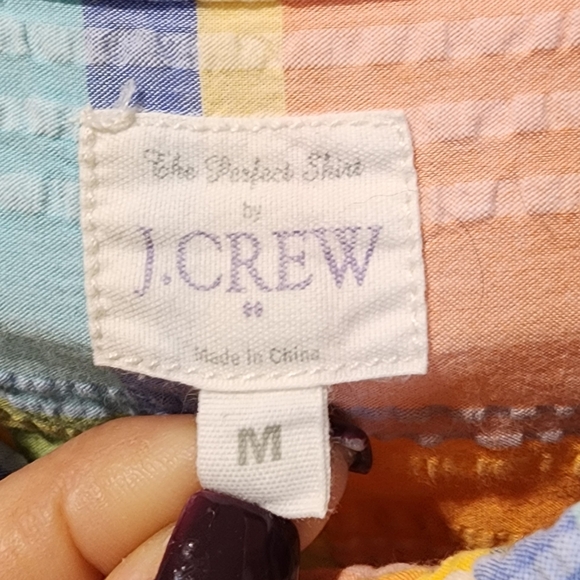 The Perfect Shirt
by
J.CREW
Made in China
M